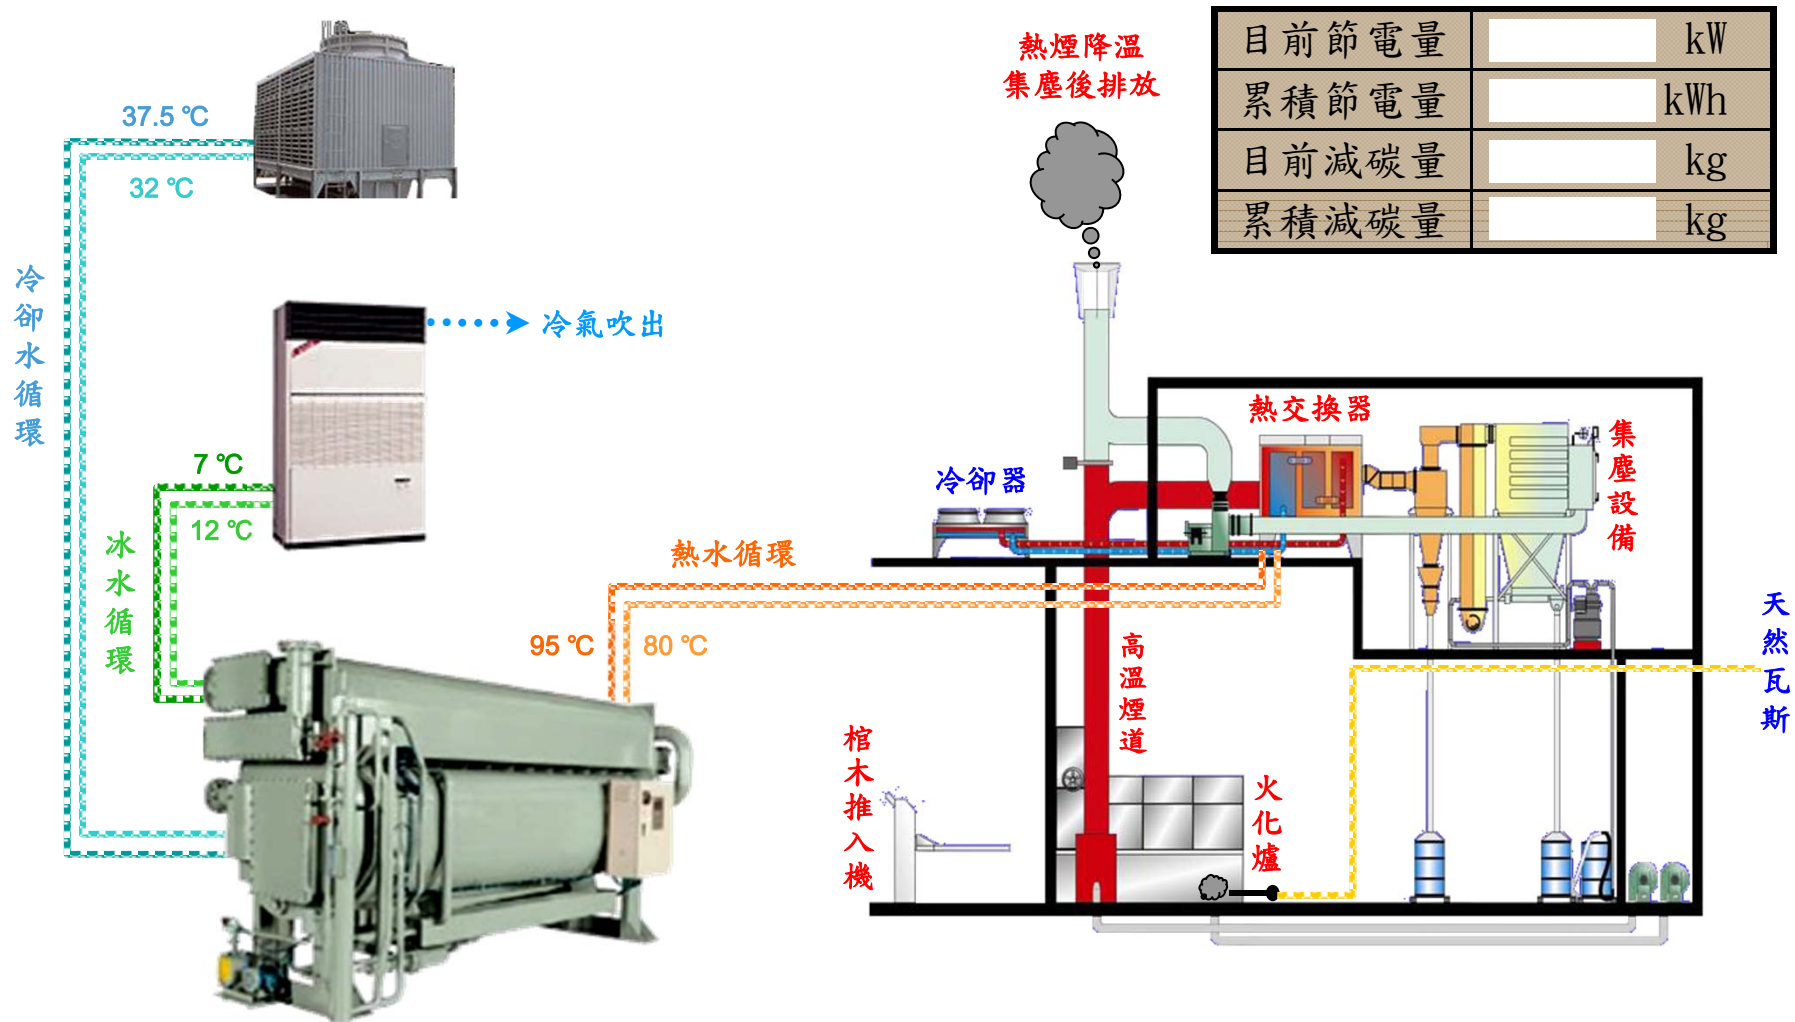 目前節電量 kW
累積節電量 kWh
目前減碳量 kg
累積減碳量 kg
熱煙降溫
集塵後排放
37.5 ℃
32 ℃
冷卻水循環
冷氣吹出
7 ℃
12 ℃
冰水循環
熱水循環
95 ℃
80 ℃
冷卻器
熱交換器
集塵設備
高溫煙道
天然瓦斯
棺木推入機
火化爐